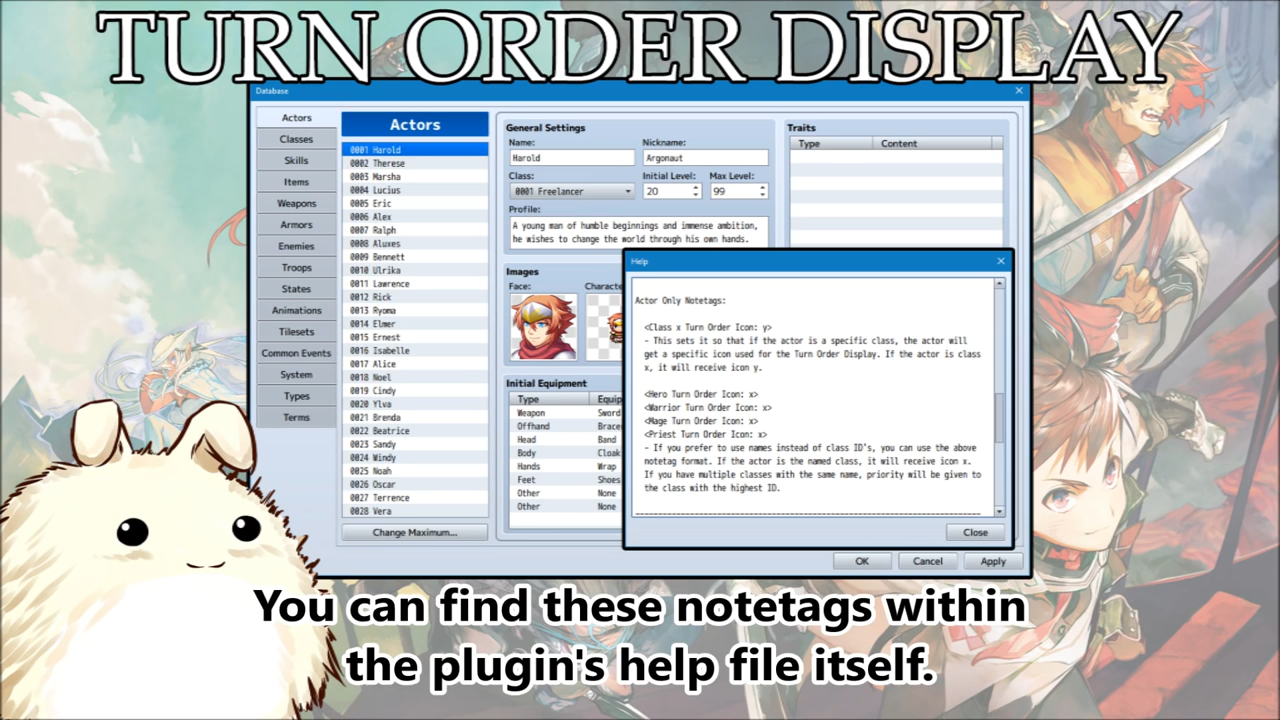 TURN ORDER DISPLAY
Database
Actors
Classes
Skills
Items
Weapons
Armors
Enemies
Troops
States
Animations
Tilesets
Common Events
System
Types
Terms
Actors
0001 Harold
0002 Therese
0003 Marsha
0004 Lucius
0005 Eric
0006 Alex
0007 Ralph
0008 Aluxes
0009 Bennett
0010 Ulrika
0011 Lawrence
0012 Rick
0013 Ryoma
0014 Elmer
0015 Ernest
0016 Isabelle
0017 Alice
0018 Noel
0019 Cindy
0020 Ylva
0021 Brenda
0022 Beatrice
0023 Sandy
0024 Windy
0025 Noah
0026 Oscar
0027 Terrence
0028 Vera
Change Maximum...
General Settings
Name: Nickname:
Harold Argonaut
Class: Initial Level: Max Level:
0001 Freelancer 20 99
Profile:
A young man of humble beginnings and immense ambition,
he wishes to change the world through his own hands.
Images
Face: Characte
Initial Equipment
Type Equip
Weapon Sword
Offhand Brace
Head Band
Body Cloak
Hands Wrap
Feet Shoes
Other None
Other None
Traits
Type Content
Help
Actor Only Notetags:
<Class x Turn Order Icon: y>
- This sets it so that if the actor is a specific class, the actor will
get a specific icon used for the Turn Order Display. If the actor is class
x, it will receive icon y.
<Hero Turn Order Icon: x>
<Warrior Turn Order Icon: x>
<Mage Turn Order Icon: x>
<Priest Turn Order Icon: x>
- If you prefer to use names instead of class ID's, you can use the above
notetag format. If the actor is the named class, it will receive icon x.
If you have multiple classes with the same name, priority will be given to
the class with the highest ID.
Close
OK Cancel Apply
You can find these notetags within
the plugin's help file itself.